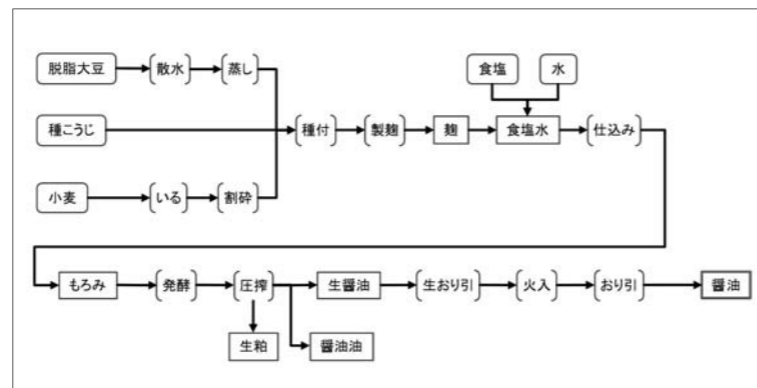 脱脂大豆
散水
蒸し
食塩
水
種こうじ
種付
製麹
麹
食塩水
仕込み
小麦
いる
割砕
もろみ
発酵
圧搾
生醤油
生おり引
火入
おり引
醤油
生粕
醤油油